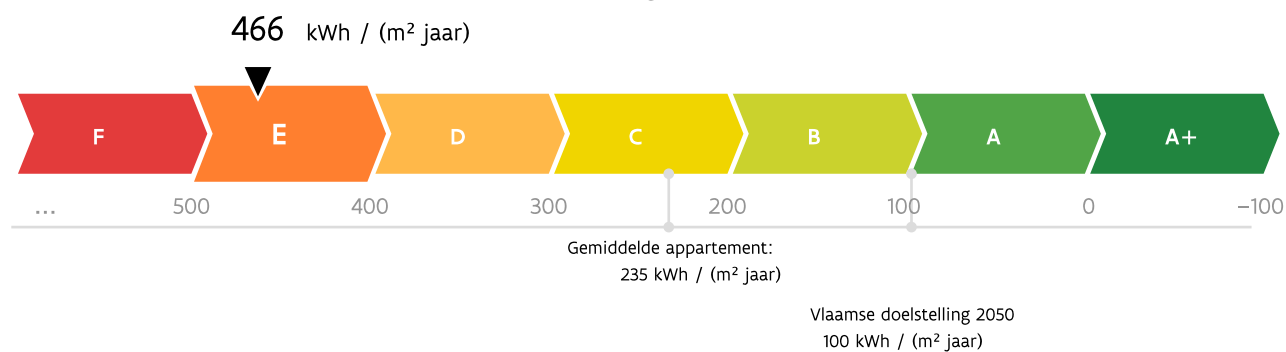 466 kWh / (m² jaar)
F E D C B A A+
... 500 400 300 200 100 0 −100
Gemiddelde appartement:
235 kWh / (m² jaar)
Vlaamse doelstelling 2050
100 kWh / (m² jaar)